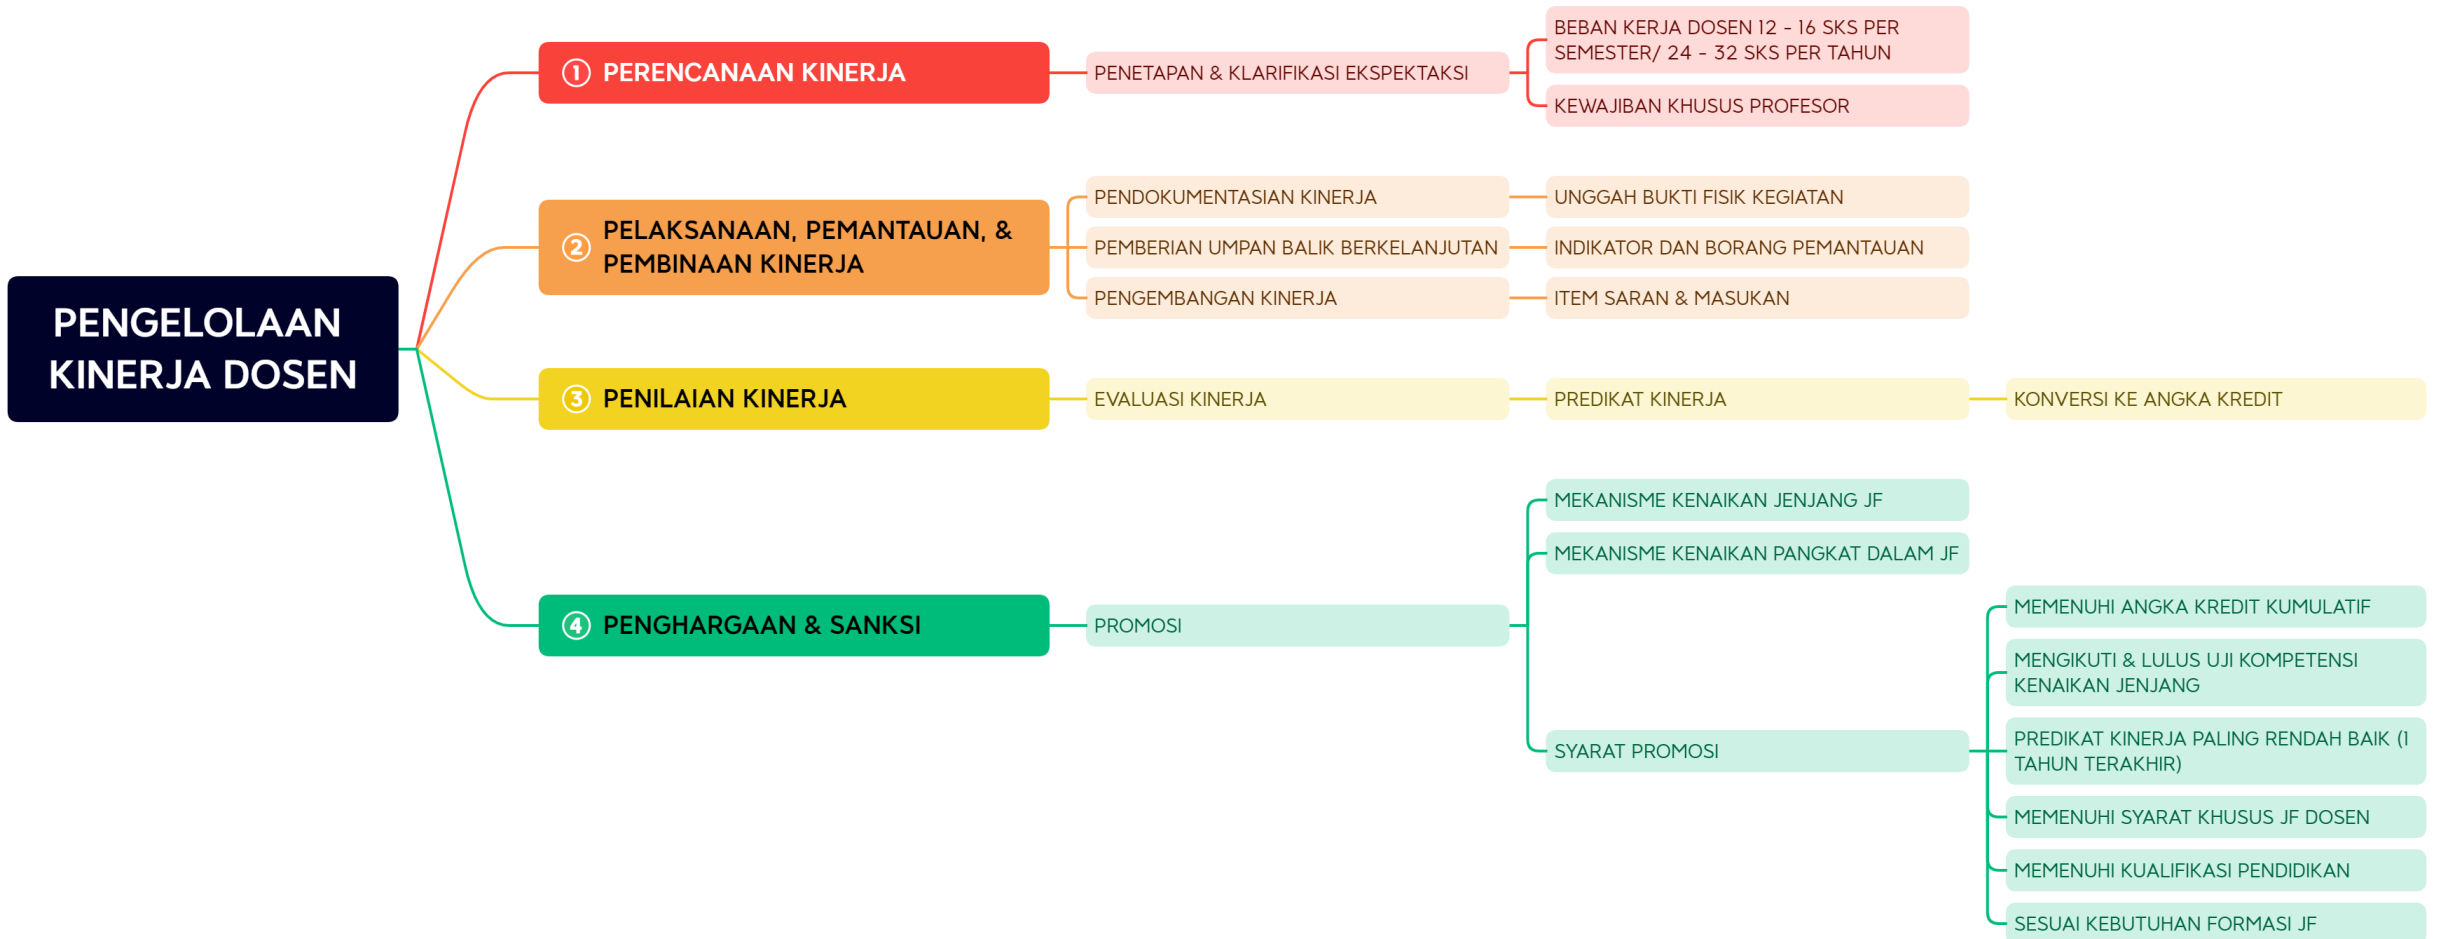 PENGELOLAAN
KINERJA DOSEN
① PERENCANAAN KINERJA
PENETAPAN & KLARIFIKASI EKSPEKTAKSI
BEBAN KERJA DOSEN 12 - 16 SKS PER
SEMESTER/ 24 - 32 SKS PER TAHUN
KEWAJIBAN KHUSUS PROFESOR
② PELAKSANAAN, PEMANTAUAN, &
PEMBINAAN KINERJA
PENDOKUMENTASIAN KINERJA
UNGGAH BUKTI FISIK KEGIATAN
PEMBERIAN UMPAN BALIK BERKELANJUTAN
INDIKATOR DAN BORANG PEMANTAUAN
PENGEMBANGAN KINERJA
ITEM SARAN & MASUKAN
③ PENILAIAN KINERJA
EVALUASI KINERJA
PREDIKAT KINERJA
KONVERSI KE ANGKA KREDIT
④ PENGHARGAAN & SANKSI
PROMOSI
MEKANISME KENAIKAN JENJANG JF
MEKANISME KENAIKAN PANGKAT DALAM JF
SYARAT PROMOSI
MEMENUHI ANGKA KREDIT KUMULATIF
MENGIKUTI & LULUS UJI KOMPETENSI
KENAIKAN JENJANG
PREDIKAT KINERJA PALING RENDAH BAIK (1
TAHUN TERAKHIR)
MEMENUHI SYARAT KHUSUS JF DOSEN
MEMENUHI KUALIFIKASI PENDIDIKAN
SESUAI KEBUTUHAN FORMASI JF